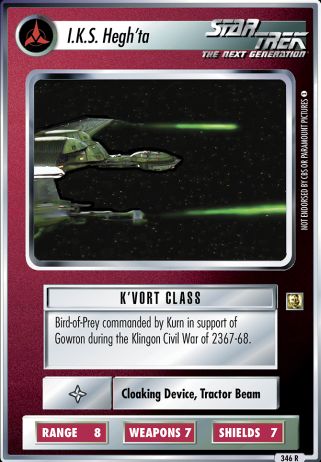 I.K.S. Hegh'ta
STAR TREK
THE NEXT GENERATION
NOT ENDORSED BY CBS OR PARAMOUNT PICTURES
K'VORT CLASS
Bird-of-Prey commanded by Kurn in support of
Gowron during the Klingon Civil War of 2367-68.
Cloaking Device, Tractor Beam
RANGE 8 WEAPONS 7 SHIELDS 7
346 R